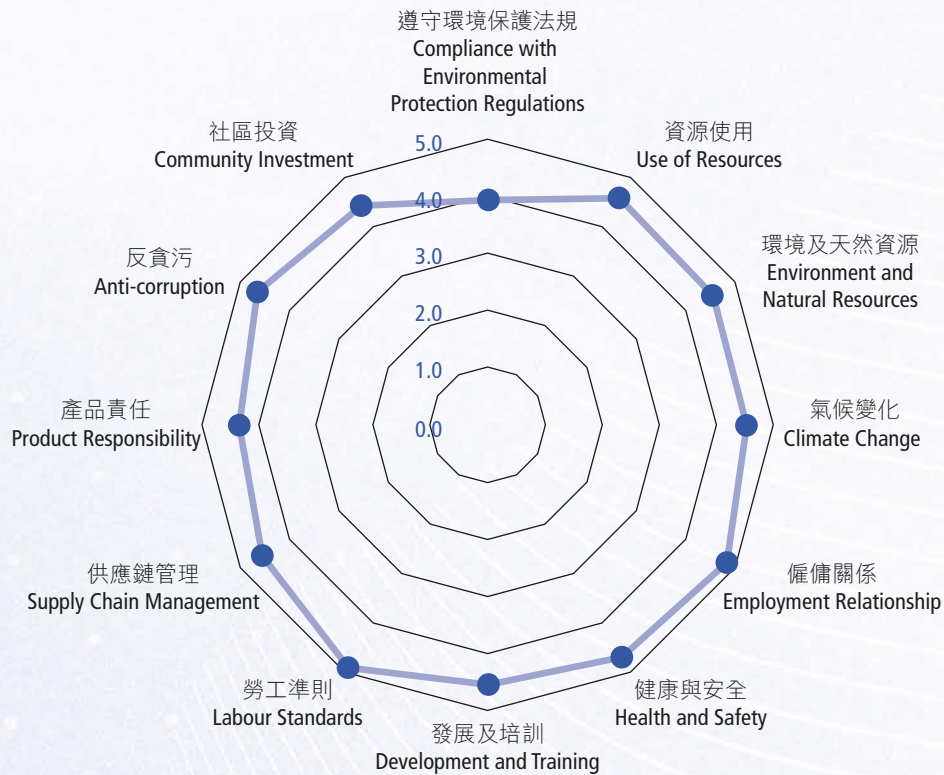 遵守環境保護法規
Compliance with
Environmental
Protection Regulations
資源使用
Use of Resources
環境及天然資源
Environment and
Natural Resources
氣候變化
Climate Change
僱傭關係
Employment Relationship
健康與安全
Health and Safety
發展及培訓
Development and Training
勞工準則
Labour Standards
供應鏈管理
Supply Chain Management
產品責任
Product Responsibility
反貪污
Anti-corruption
社區投資
Community Investment
5.0
4.0
3.0
2.0
1.0
0.0